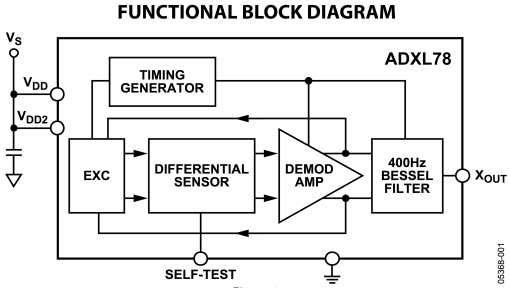 FUNCTIONAL BLOCK DIAGRAM
VS
ADXL78
VDD
TIMING
GENERATOR
VDD2
EXC
DIFFERENTIAL
SENSOR
DEMOD
AMP
400Hz
BESSEL
FILTER
XOUT
SELF-TEST
05368-001